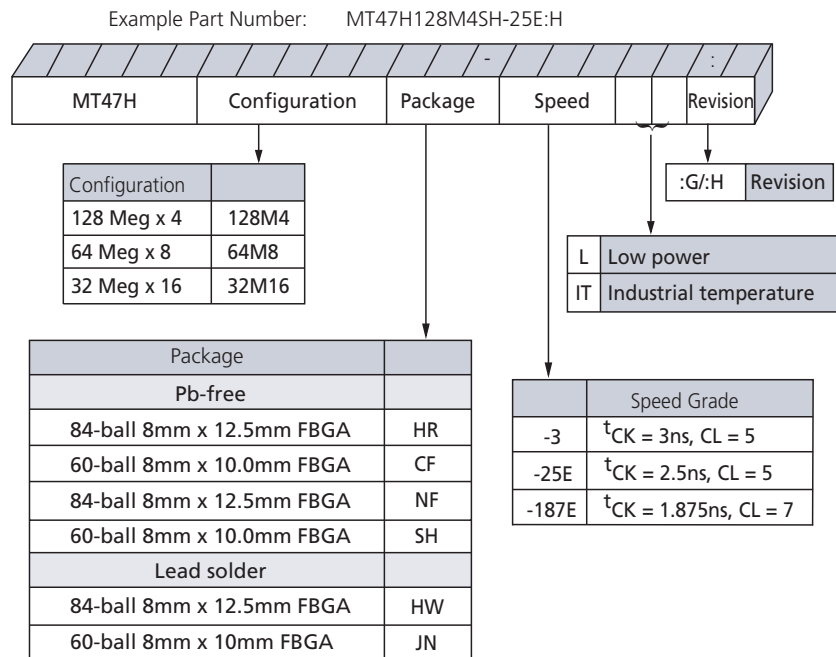 Example Part Number: MT47H128M4SH-25E:H
- :
MT47H Configuration Package Speed Revision
Configuration
128 Meg x 4 128M4
64 Meg x 8 64M8
32 Meg x 16 32M16
:G/:H Revision
L Low power
IT Industrial temperature
Package
Pb-free
84-ball 8mm x 12.5mm FBGA HR
60-ball 8mm x 10.0mm FBGA CF
84-ball 8mm x 12.5mm FBGA NF
60-ball 8mm x 10.0mm FBGA SH
Lead solder
84-ball 8mm x 12.5mm FBGA HW
60-ball 8mm x 10mm FBGA JN
Speed Grade
-3 tCK = 3ns, CL = 5
-25E tCK = 2.5ns, CL = 5
-187E tCK = 1.875ns, CL = 7